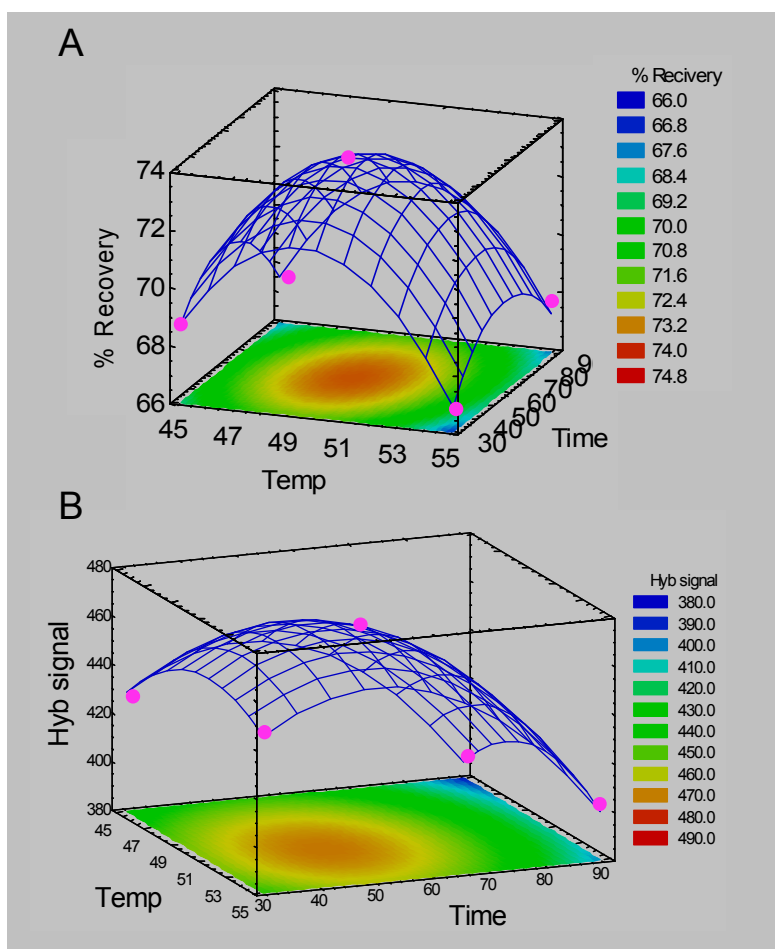 A
% Recivery
66.0
66.8
67.6
68.4
69.2
70.0
70.8
71.6
72.4
73.2
74.0
74.8
74
72
70
68
66
% Recovery
45 47 49 51 53 55
Temp
30 40 50 60 70 80 9
Time
B
Hyb signal
380.0
390.0
400.0
410.0
420.0
430.0
440.0
450.0
460.0
470.0
480.0
490.0
480
460
440
420
400
380
Hyb signal
45 47 49 51 53 55
Temp
30 40 50 60 70 80 90
Time